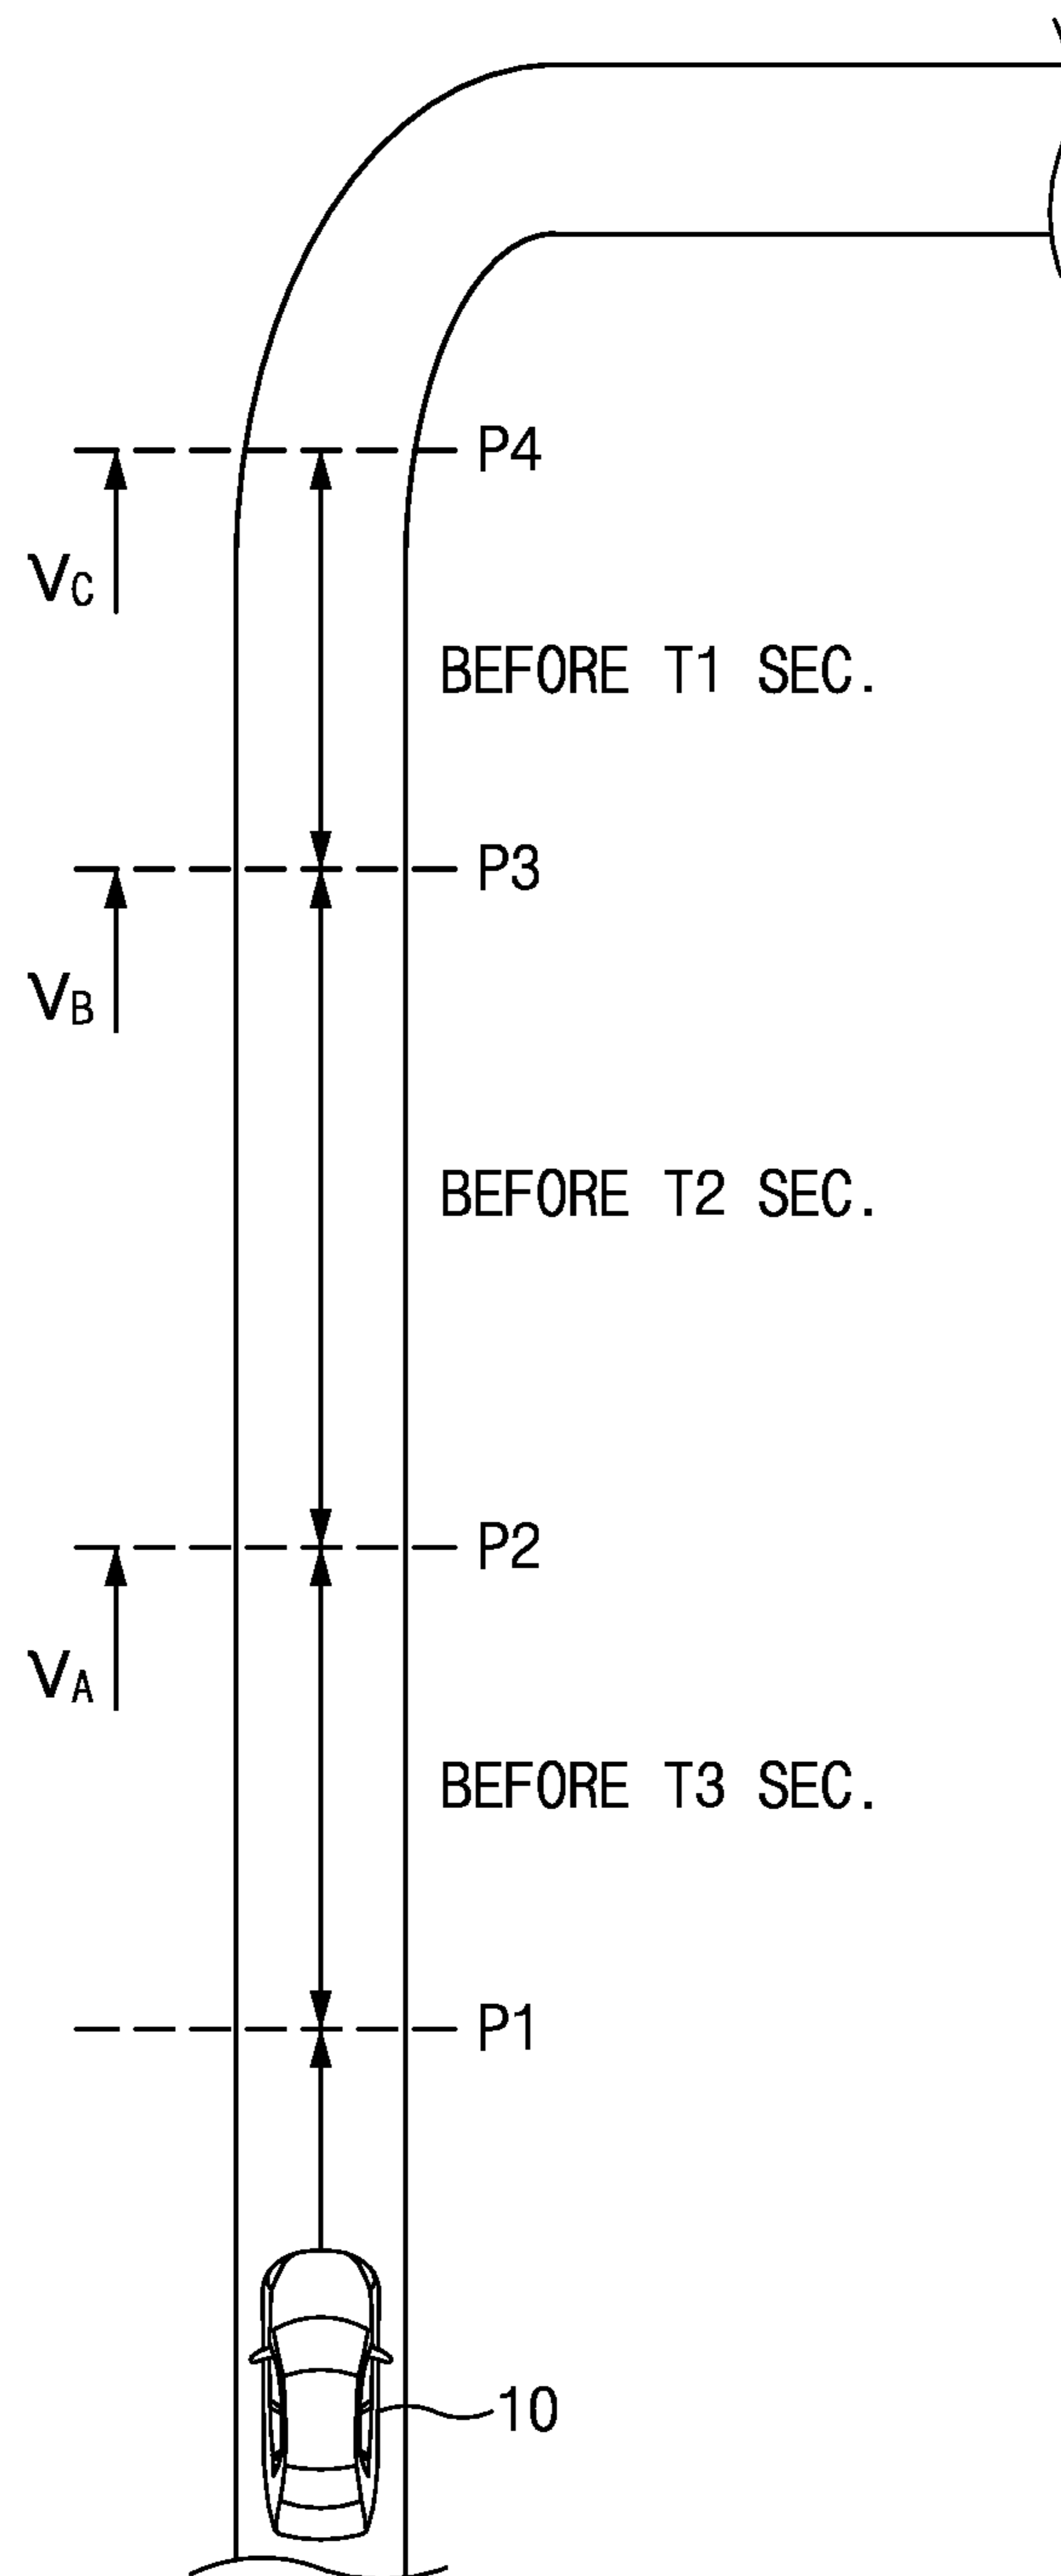 P4
VC
BEFORE T1 SEC.
P3
VB
BEFORE T2 SEC.
P2
VA
BEFORE T3 SEC.
P1
10